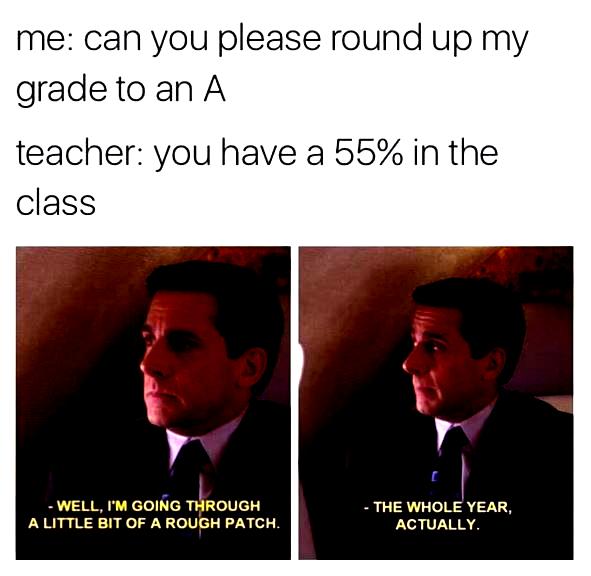 me: can you please round up my
grade to an A
teacher: you have a 55% in the
class
- WELL, I'M GOING THROUGH
A LITTLE BIT OF A ROUGH PATCH.
- THE WHOLE YEAR,
ACTUALLY.